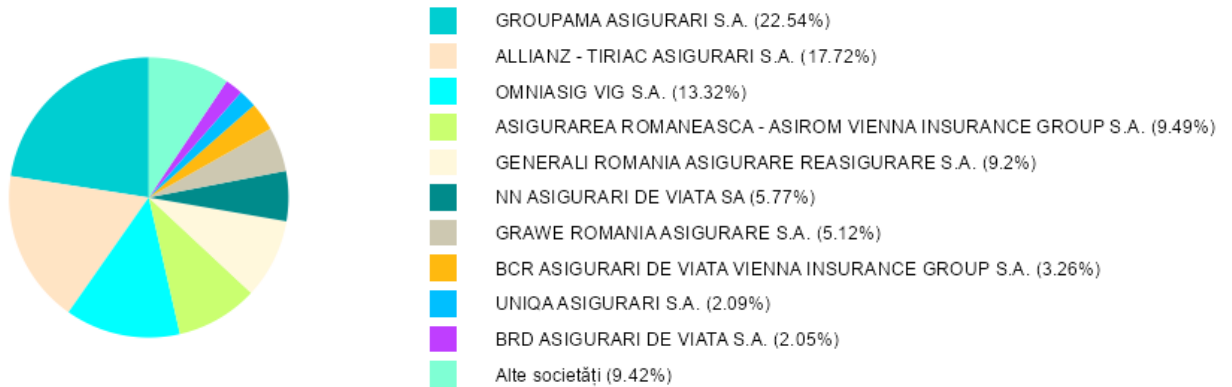 GROUPAMA ASIGURARI S.A. (22.54%)
ALLIANZ - TIRIAC ASIGURARI S.A. (17.72%)
OMNIASIG VIG S.A. (13.32%)
ASIGURAREA ROMANEASCA - ASIROM VIENNA INSURANCE GROUP S.A. (9.49%)
GENERALI ROMANIA ASIGURARE REASIGURARE S.A. (9.2%)
NN ASIGURARI DE VIATA SA (5.77%)
GRAWE ROMANIA ASIGURARE S.A. (5.12%)
BCR ASIGURARI DE VIATA VIENNA INSURANCE GROUP S.A. (3.26%)
UNIQA ASIGURARI S.A. (2.09%)
BRD ASIGURARI DE VIATA S.A. (2.05%)
Alte societăți (9.42%)